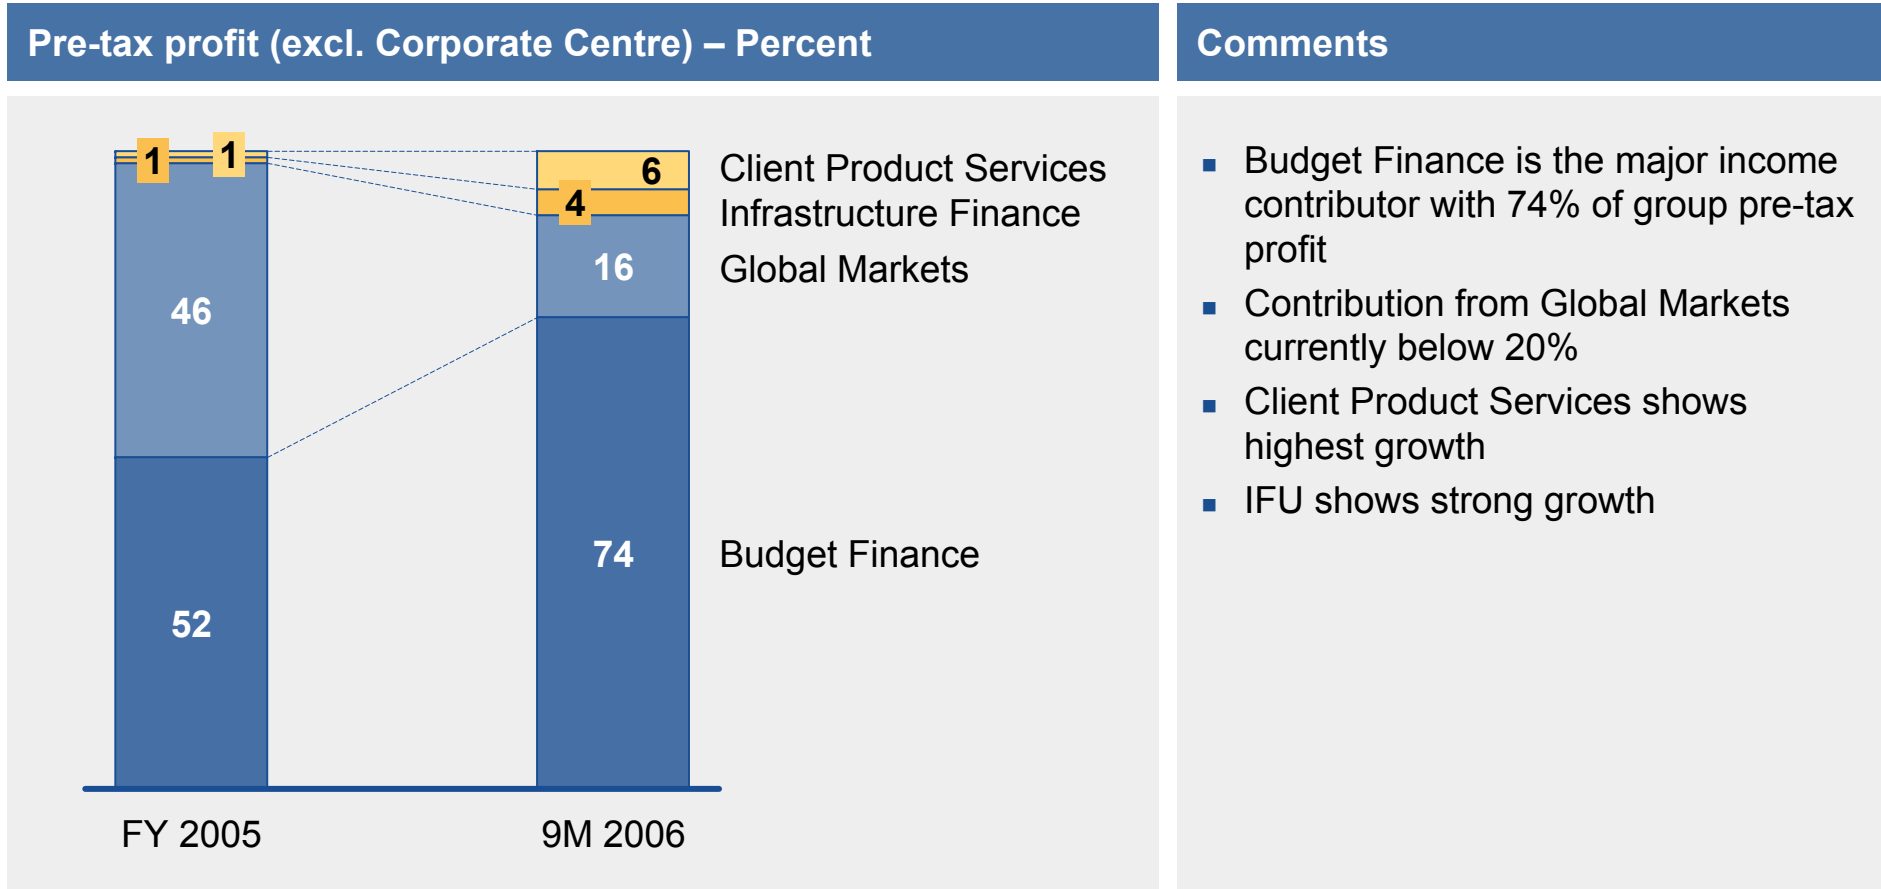 Pre-tax profit (excl. Corporate Centre) – Percent
1
1
46
52
FY 2005
6
4
16
74
9M 2006
Client Product Services
Infrastructure Finance
Global Markets
Budget Finance
Comments
▪ Budget Finance is the major income
contributor with 74% of group pre-tax
profit
▪ Contribution from Global Markets
currently below 20%
▪ Client Product Services shows
highest growth
▪ IFU shows strong growth